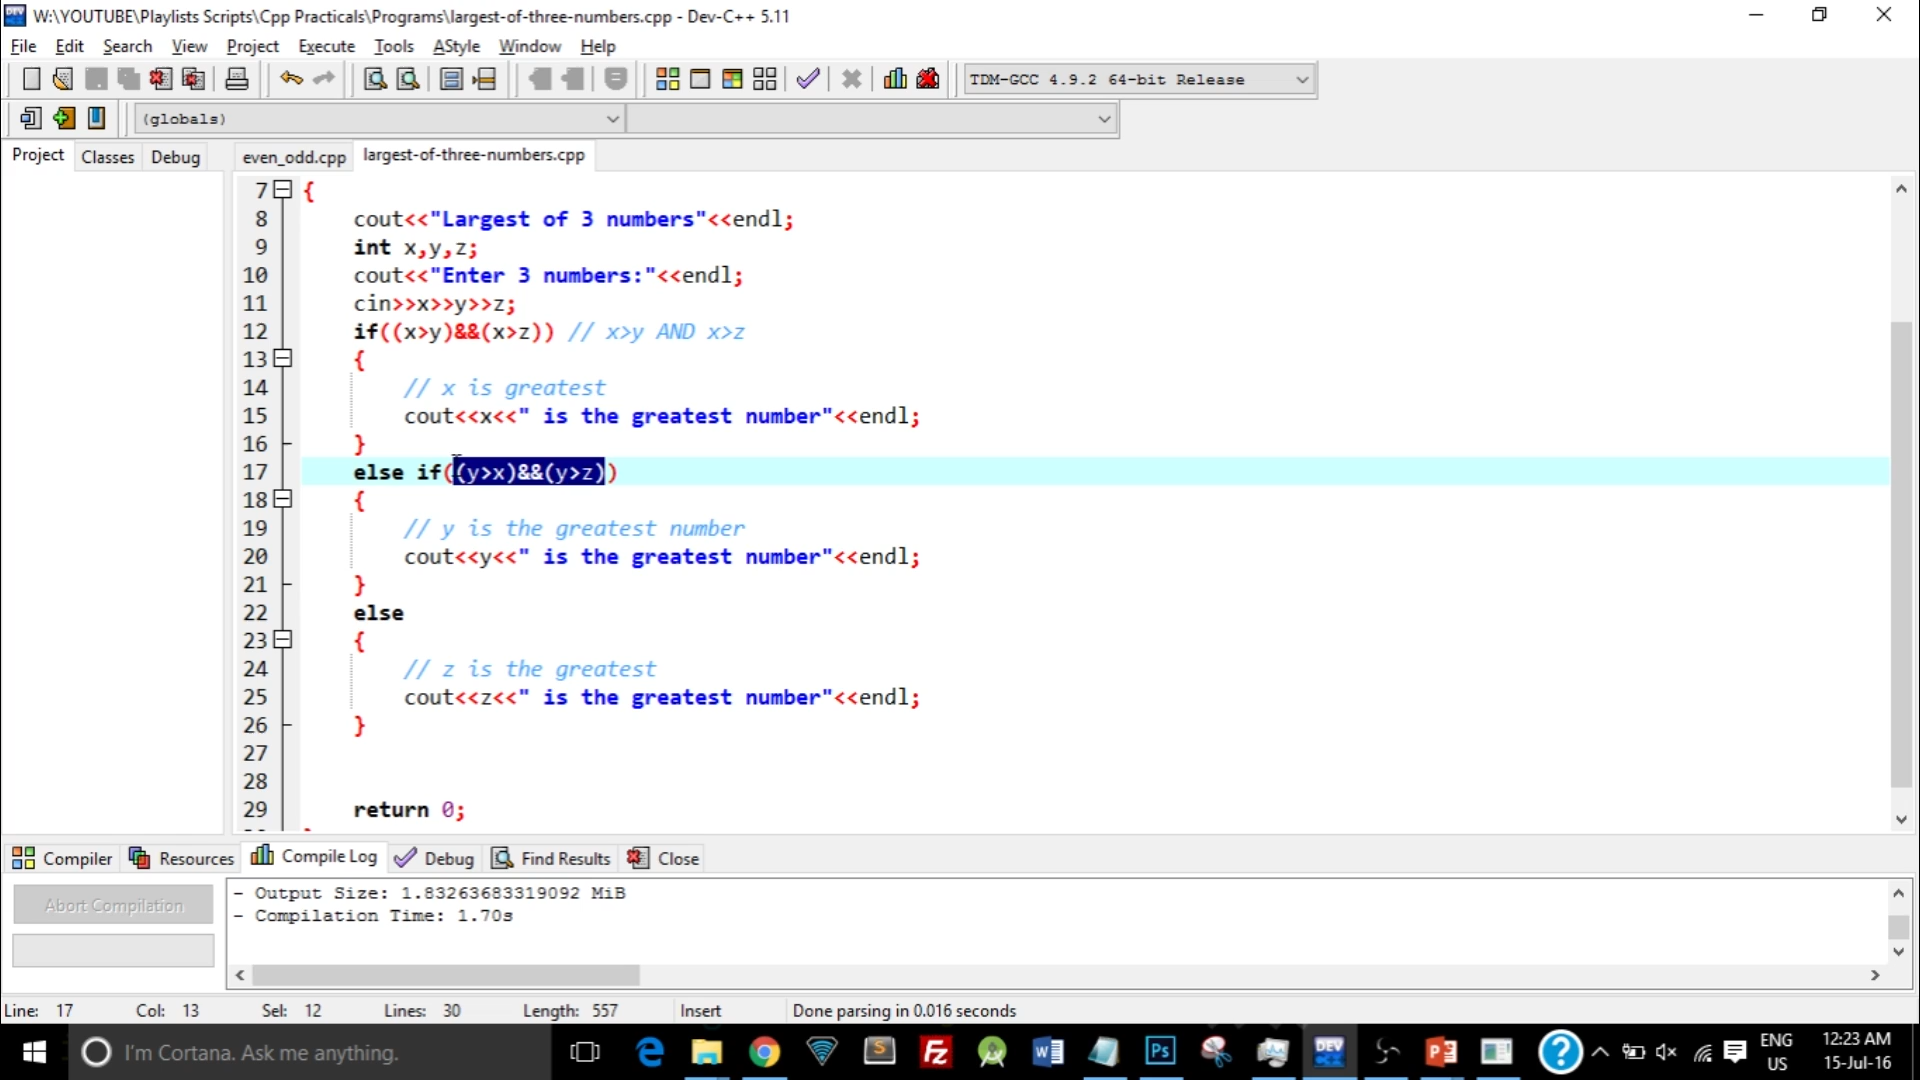 W:\YOUTUBE\Playlists Scripts\Cpp Practicals\Programs\largest-of-three-numbers.cpp - Dev-C++ 5.11
File Edit Search View Project Execute Tools AStyle Window Help
TDM-GCC 4.9.2 64-bit Release
(globals)
Project Classes Debug even_odd.cpp largest-of-three-numbers.cpp
7 {
8 cout<<"Largest of 3 numbers"<<endl;
9 int x,y,z;
10 cout<<"Enter 3 numbers:"<<endl;
11 cin>>x>>y>>z;
12 if((x>y)&&(x>z)) // x>y AND x>z
13 {
14 // x is greatest
15 cout<<x<<" is the greatest number"<<endl;
16 }
17 else if((y>x)&&(y>z))
18 {
19 // y is the greatest number
20 cout<<y<<" is the greatest number"<<endl;
21 }
22 else
23 {
24 // z is the greatest
25 cout<<z<<" is the greatest number"<<endl;
26 }
27
28
29 return 0;
Compiler Resources Compile Log Debug Find Results Close
Abort Compilation
- Output Size: 1.83263683319092 MiB
- Compilation Time: 1.70s
Line: 17 Col: 13 Sel: 12 Lines: 30 Length: 557 Insert Done parsing in 0.016 seconds
I'm Cortana. Ask me anything.
ENG
US
12:23 AM
15-Jul-16